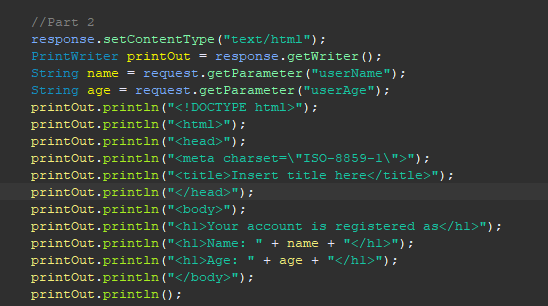 //Part 2
response.setContentType("text/html");
PrintWriter printOut = response.getWriter();
String name = request.getParameter("userName");
String age = request.getParameter("userAge");
printOut.println("<!DOCTYPE html>");
printOut.println("<html>");
printOut.println("<head>");
printOut.println("<meta charset=\"ISO-8859-1\">");
printOut.println("<title>Insert title here</title>");
printOut.println("</head>");
printOut.println("<body>");
printOut.println("<h1>Your account is registered as</h1>");
printOut.println("<h1>Name: " + name + "</h1>");
printOut.println("<h1>Age: " + age + "</h1>");
printOut.println("</body>");
printOut.println();